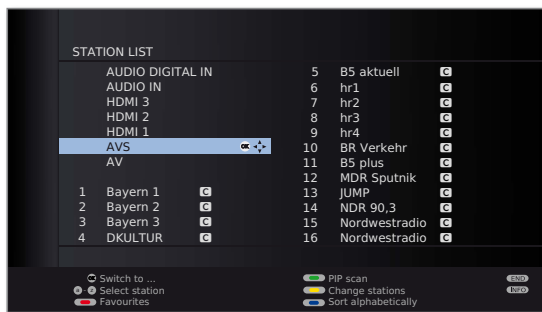 STATION LIST
AUDIO DIGITAL IN
AUDIO IN
HDMI 3
HDMI 2
HDMI 1
AVS OK
AV
1 Bayern 1 C
2 Bayern 2 C
3 Bayern 3 C
4 DKULTUR C
5 B5 aktuell C
6 hr1 C
7 hr2 C
8 hr3 C
9 hr4 C
10 BR Verkehr C
11 B5 plus C
12 MDR Sputnik C
13 JUMP C
14 NDR 90,3 C
15 Nordwestradio C
16 Nordwestradio C
OK Switch to ...
Select station
Favourites
PIP scan
Change stations
Sort alphabetically
END
INFO